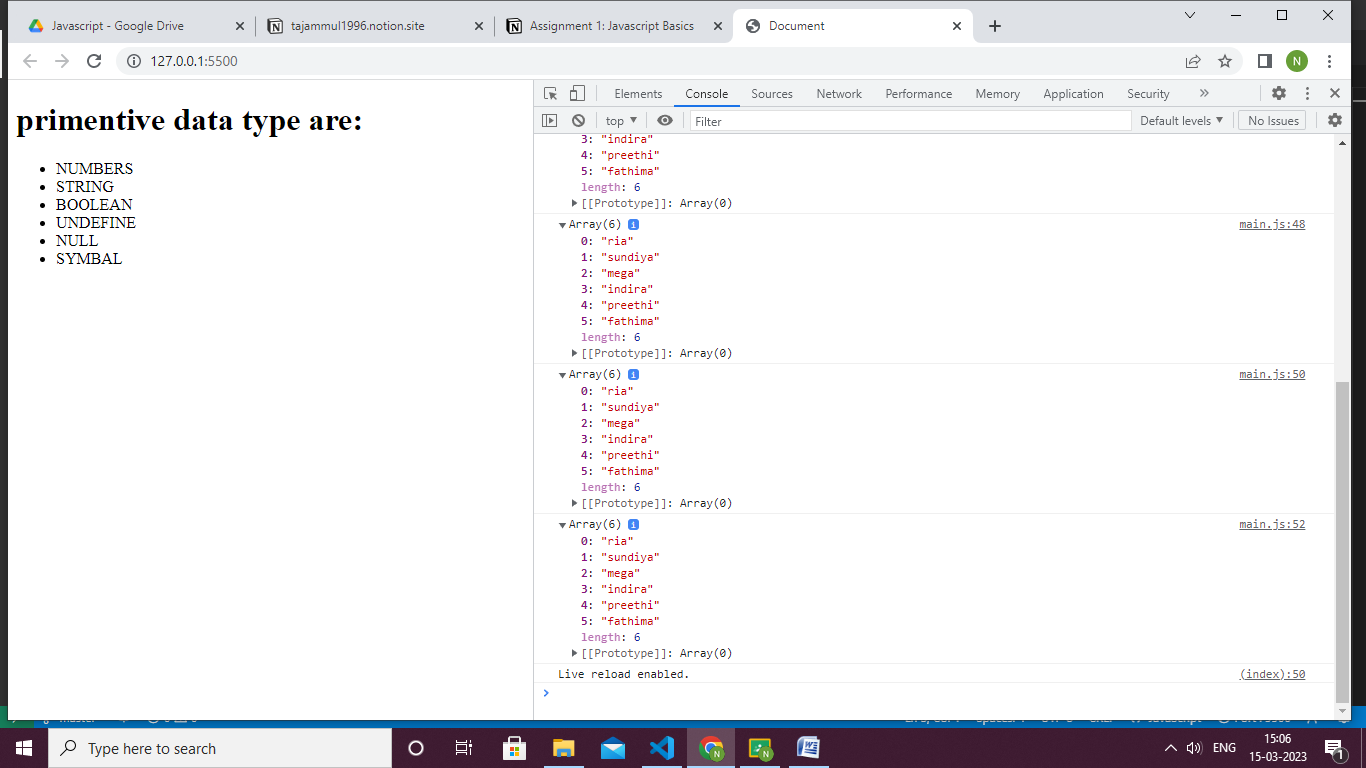 Javascript - Google Drive
tajammul1996.notion.site
Assignment 1: Javascript Basics
Document
127.0.0.1:5500
N
primentive data type are:
NUMBERS
STRING
BOOLEAN
UNDEFINE
NULL
SYMBAL
Elements Console Sources Network Performance Memory Application Security
top Filter Default levels No Issues
3: "indira"
4: "preethi"
5: "fathima"
length: 6
[[Prototype]]: Array(0)
Array(6) i main.js:48
0: "ria"
1: "sundiya"
2: "mega"
3: "indira"
4: "preethi"
5: "fathima"
length: 6
[[Prototype]]: Array(0)
Array(6) i main.js:50
0: "ria"
1: "sundiya"
2: "mega"
3: "indira"
4: "preethi"
5: "fathima"
length: 6
[[Prototype]]: Array(0)
Array(6) i main.js:52
0: "ria"
1: "sundiya"
2: "mega"
3: "indira"
4: "preethi"
5: "fathima"
length: 6
[[Prototype]]: Array(0)
Live reload enabled. (index):50
Type here to search
ENG
15:06
15-03-2023
1